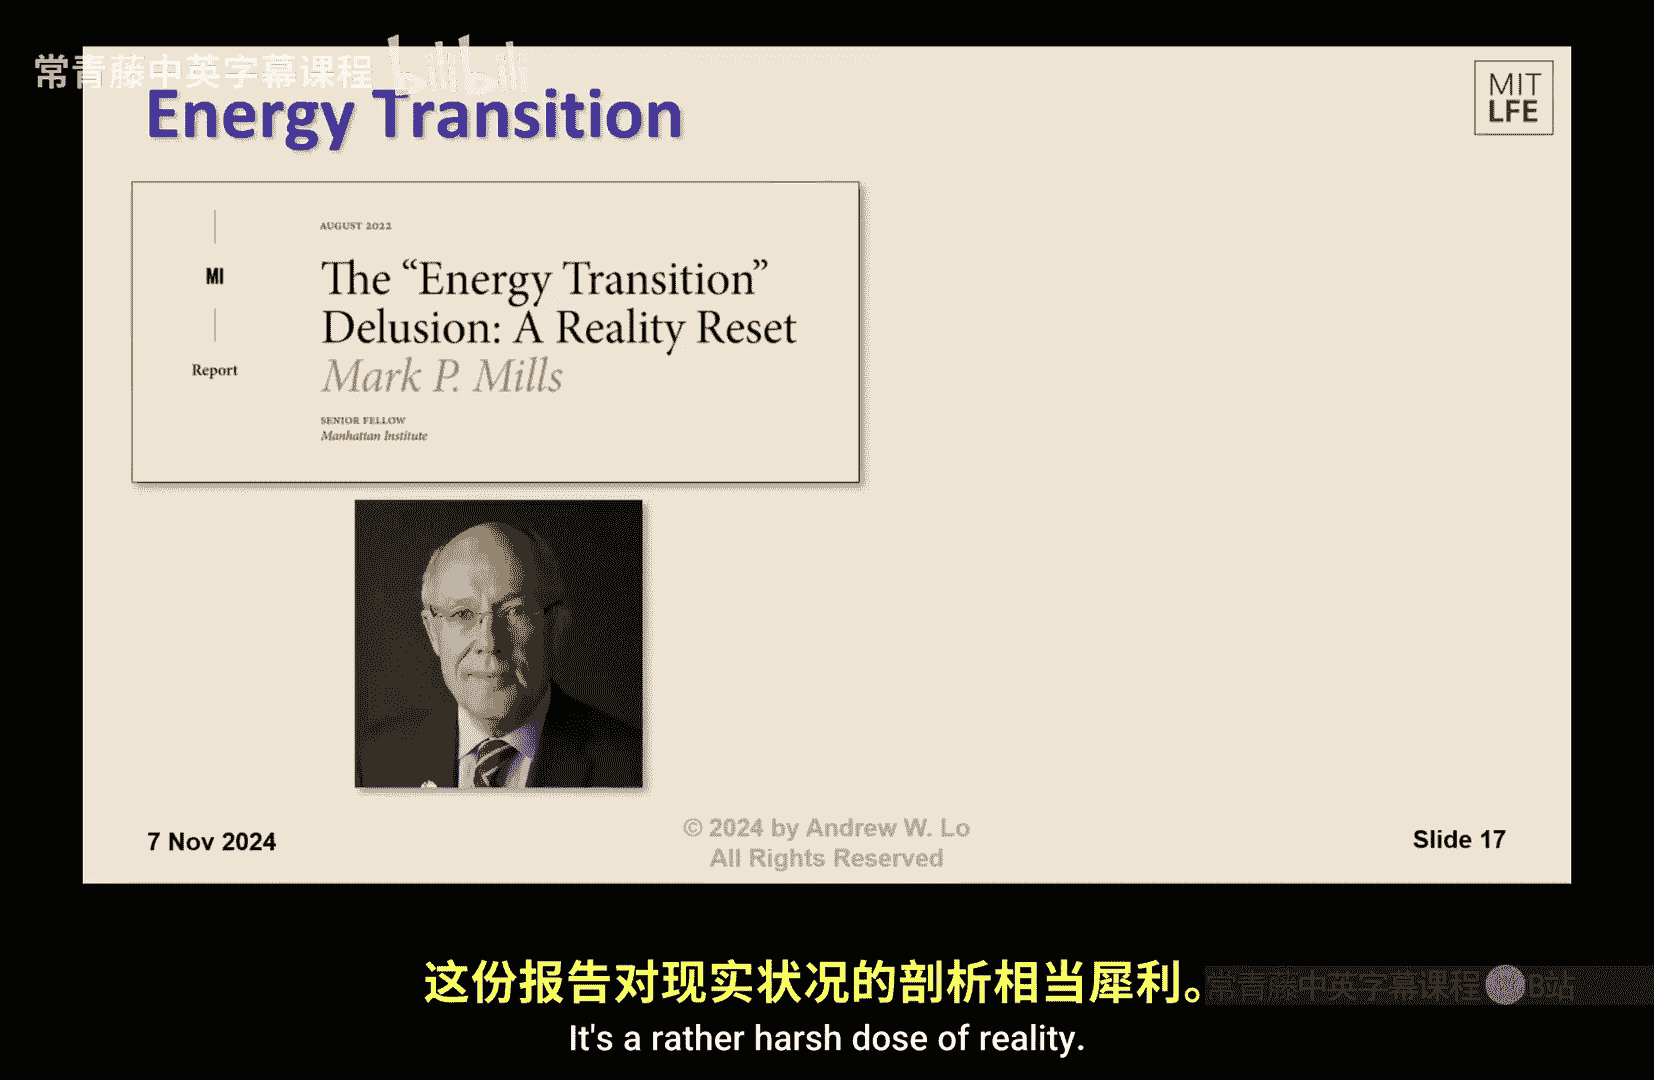 常青藤中英字幕课程 bilibili
Energy Transition
MIT
LFE
AUGUST 2022
MI
The “Energy Transition”
Delusion: A Reality Reset
Report
Mark P. Mills
SENIOR FELLOW
Manhattan Institute
7 Nov 2024
© 2024 by Andrew W. Lo
All Rights Reserved
Slide 17
这份报告对现实状况的剖析相当犀利。
常青藤中英字幕课程 B站
It's a rather harsh dose of reality.